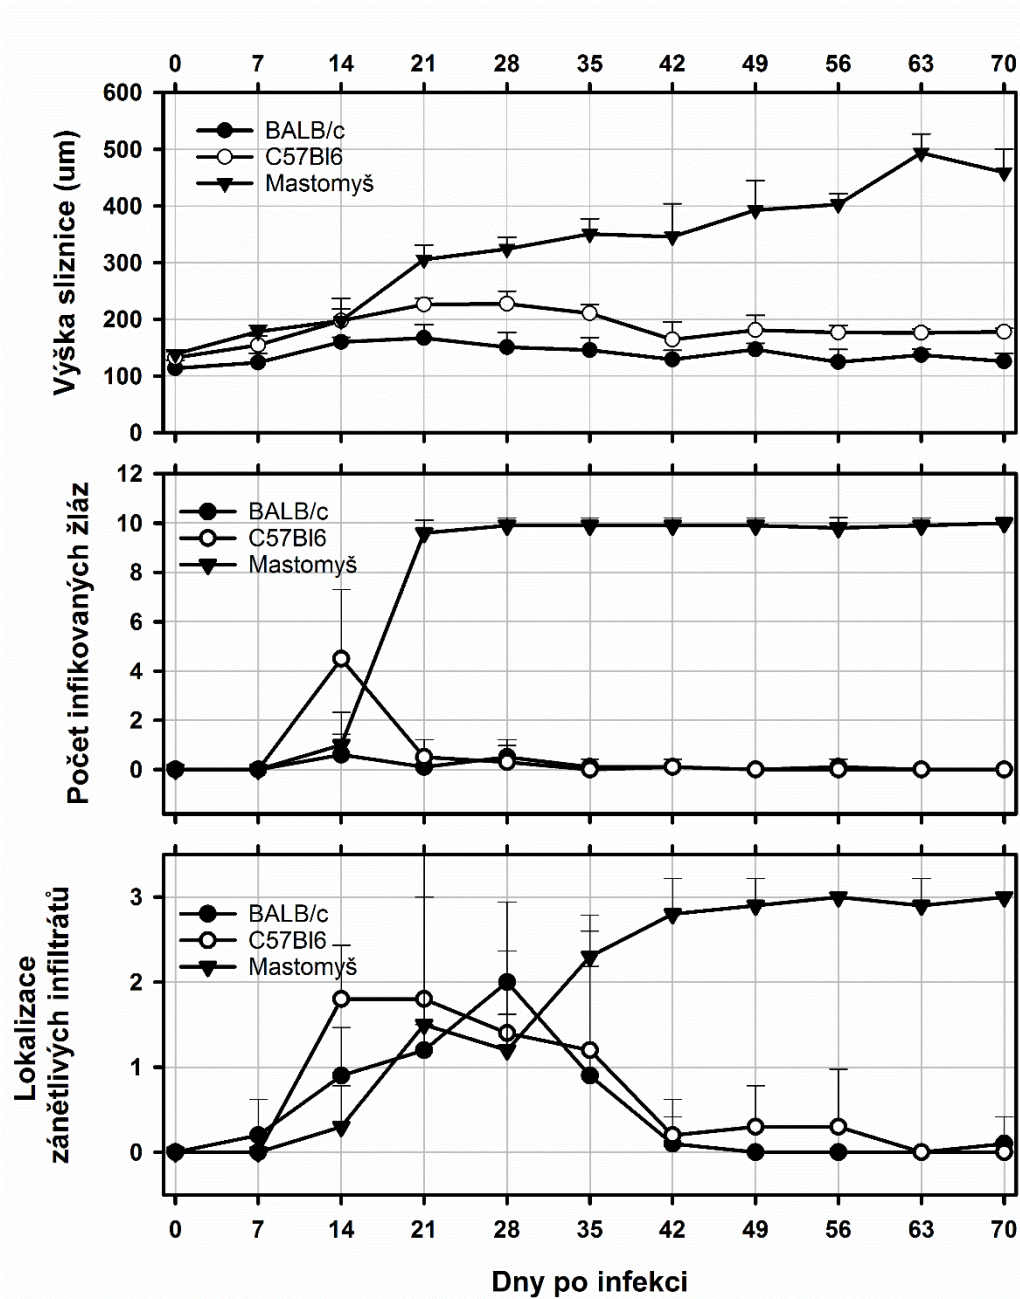 0 7 14 21 28 35 42 49 56 63 70
Výška sliznice (um)
600
500
400
300
200
100
0
BALB/c
C57Bl6
Mastomyš
Počet infikovaných žláz
12
10
8
6
4
2
0
BALB/c
C57Bl6
Mastomyš
Lokalizace
zánětlivých infiltrátů
3
2
1
0
BALB/c
C57Bl6
Mastomyš
0 7 14 21 28 35 42 49 56 63 70
Dny po infekci